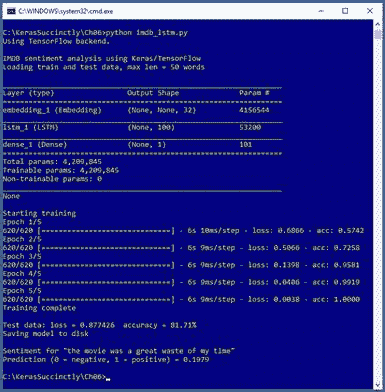 C:\WINDOWS\system32\cmd.exe
C:\KerasSuccinctly\Ch06>python imdb_lstm.py
Using TensorFlow backend.
IMDB sentiment analysis using Keras/Tensorflow
Loading train and test data, max len = 50 words
Layer (type) Output Shape Param #
embedding_1 (Embedding) (None, None, 32) 4156544
lstm_1 (LSTM) (None, 100) 53200
dense_1 (Dense) (None, 1) 101
Total params: 4,209,845
Trainable params: 4,209,845
Non-trainable params: 0
None
Starting training
Epoch 1/5
620/620 [==============================] - 6s 10ms/step - loss: 0.6866 - acc: 0.5742
Epoch 2/5
620/620 [==============================] - 6s 9ms/step - loss: 0.5066 - acc: 0.7258
Epoch 3/5
620/620 [==============================] - 6s 9ms/step - loss: 0.1398 - acc: 0.9581
Epoch 4/5
620/620 [==============================] - 6s 9ms/step - loss: 0.0486 - acc: 0.9919
Epoch 5/5
620/620 [==============================] - 6s 9ms/step - loss: 0.0038 - acc: 1.0000
Training complete
Test data: loss = 0.877426 accuracy = 81.71%
Saving model to disk
Sentiment for "the movie was a great waste of my time"
Prediction (0 = negative, 1 = positive) = 0.1979
C:\KerasSuccinctly\Ch06>_